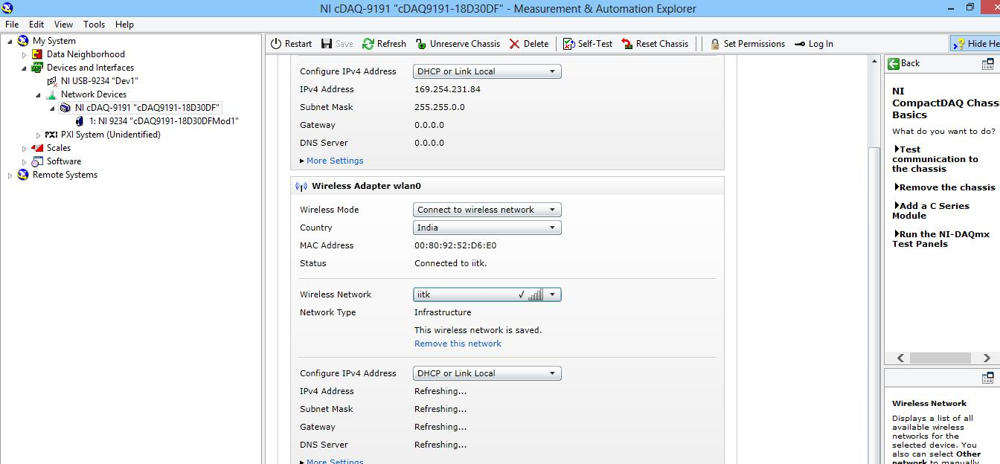 NI cDAQ-9191 "cDAQ9191-18D30DF" - Measurement & Automation Explorer
File Edit View Tools Help
My System
Data Neighborhood
Devices and Interfaces
NI USB-9234 "Dev1"
Network Devices
NI cDAQ-9191 "cDAQ9191-18D30DF"
1: NI 9234 "cDAQ9191-18D30DFMod1"
PXI PXI System (Unidentified)
Scales
Software
Remote Systems
Restart Save Refresh Unreserve Chassis Delete Self-Test Reset Chassis Set Permissions Log In Hide He
Configure IPv4 Address DHCP or Link Local
IPv4 Address 169.254.231.84
Subnet Mask 255.255.0.0
Gateway 0.0.0.0
DNS Server 0.0.0.0
More Settings
Wireless Adapter wlan0
Wireless Mode Connect to wireless network
Country India
MAC Address 00:80:92:52:D6:E0
Status Connected to iitk.
Wireless Network iitk
Network Type Infrastructure
This wireless network is saved.
Remove this network
Configure IPv4 Address DHCP or Link Local
IPv4 Address Refreshing...
Subnet Mask Refreshing...
Gateway Refreshing...
DNS Server Refreshing...
More Settings
Back
NI
CompactDAQ Chass
Basics
What do you want to do?
Test
communication to
the chassis
Remove the chassis
Add a C Series
Module
Run the NI-DAQmx
Test Panels
Wireless Network
Displays a list of all
available wireless
networks for the
selected device. You
also can select Other
network to manually